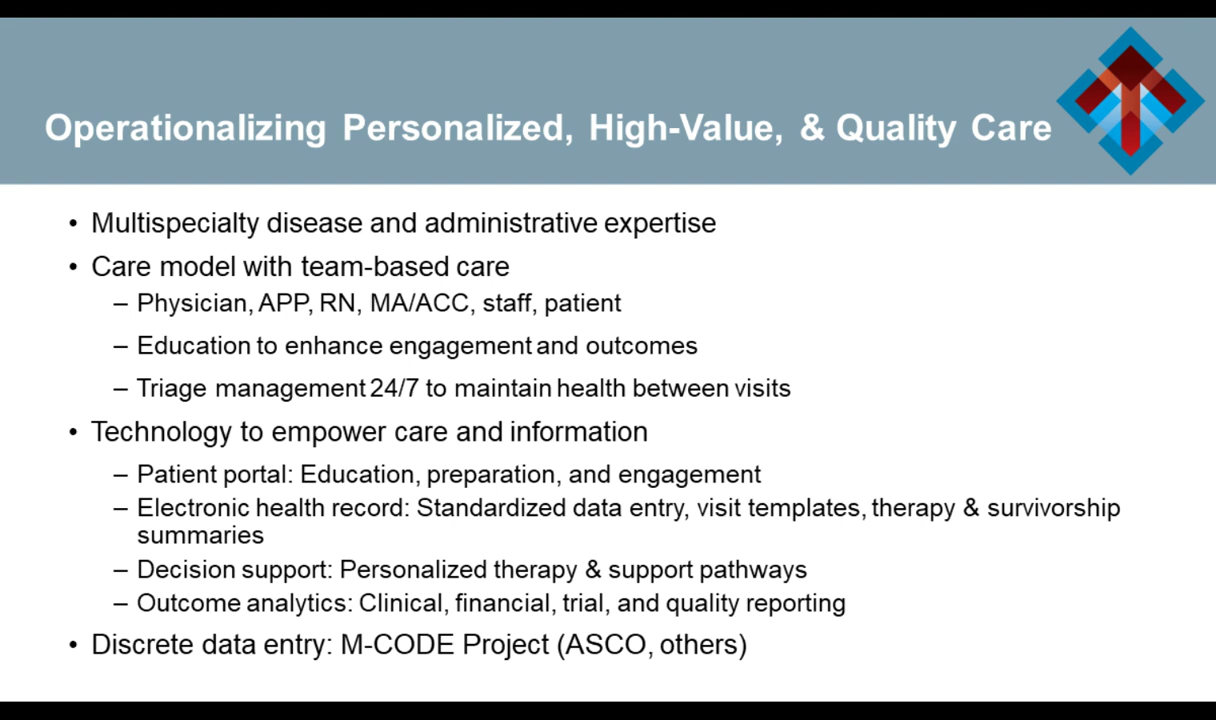 Operationalizing Personalized, High-Value, & Quality Care
• Multispecialty disease and administrative expertise
• Care model with team-based care
– Physician, APP, RN, MA/ACC, staff, patient
– Education to enhance engagement and outcomes
– Triage management 24/7 to maintain health between visits
• Technology to empower care and information
– Patient portal: Education, preparation, and engagement
– Electronic health record: Standardized data entry, visit templates, therapy & survivorship
summaries
– Decision support: Personalized therapy & support pathways
– Outcome analytics: Clinical, financial, trial, and quality reporting
• Discrete data entry: M-CODE Project (ASCO, others)